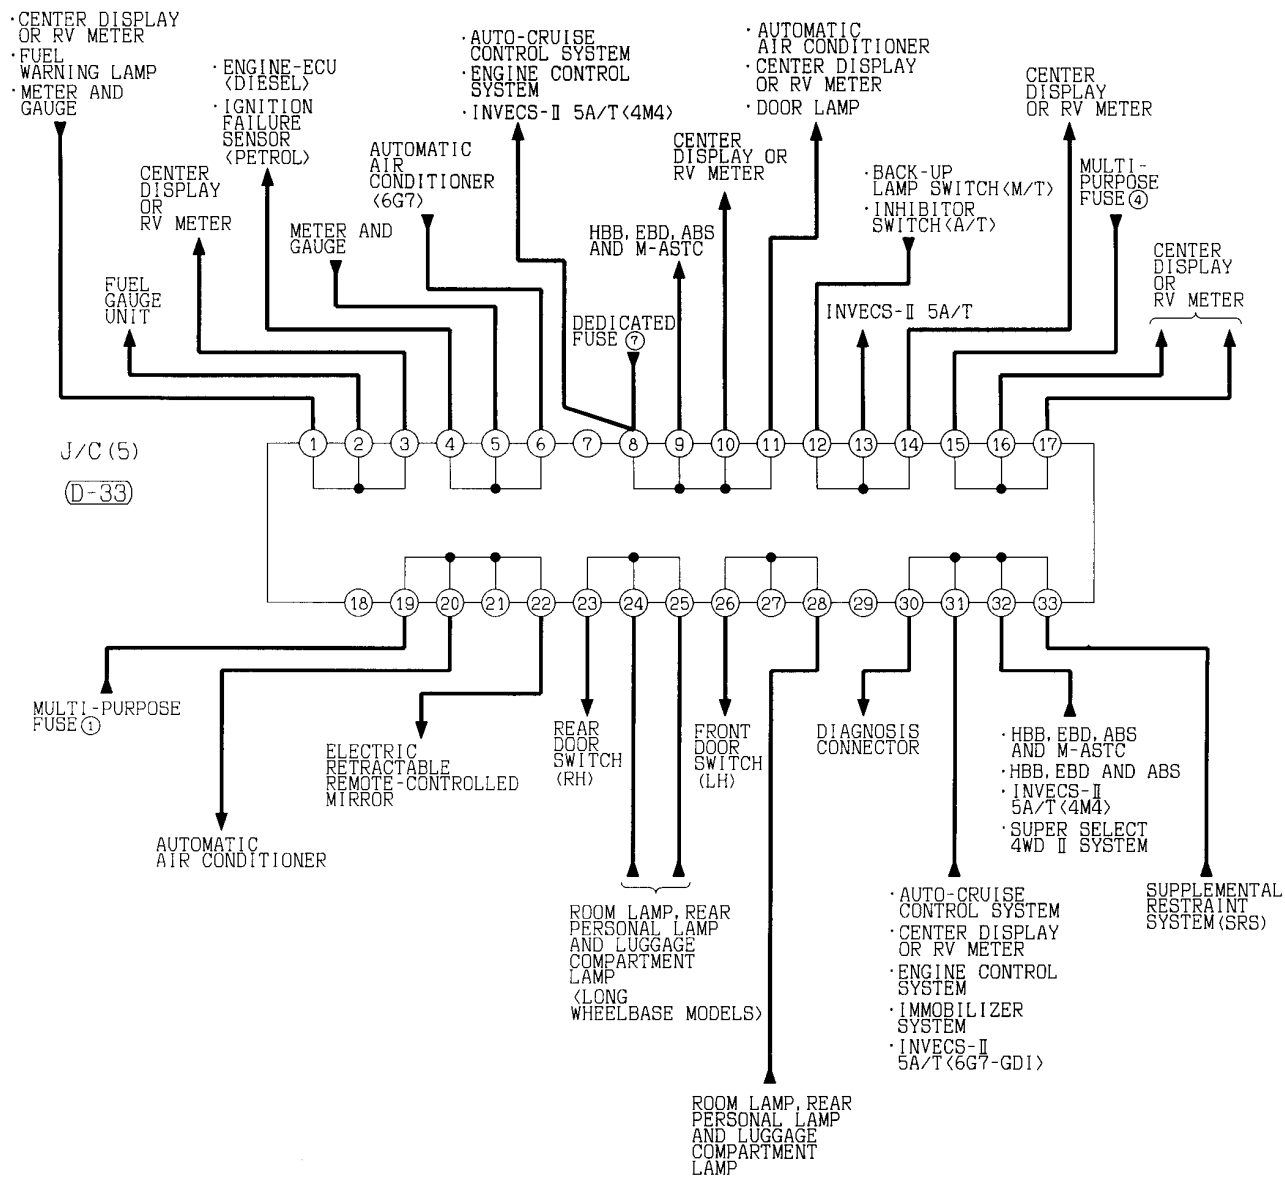 ·CENTER DISPLAY
OR RV METER
·FUEL
WARNING LAMP
·METER AND
GAUGE
·ENGINE-ECU
<DIESEL>
·IGNITION
FAILURE
SENSOR
<PETROL>
CENTER
DISPLAY
OR
RV METER
FUEL
GAUGE
UNIT
METER AND
GAUGE
AUTOMATIC
AIR
CONDITIONER
<6G7>
·AUTO-CRUISE
CONTROL SYSTEM
·ENGINE CONTROL
SYSTEM
·INVECS-Ⅱ 5A/T<4M4>
DEDICATED
FUSE ⑦
HBB, EBD, ABS
AND M-ASTC
CENTER
DISPLAY OR
RV METER
·AUTOMATIC
AIR CONDITIONER
·CENTER DISPLAY
OR RV METER
·DOOR LAMP
·BACK-UP
LAMP SWITCH<M/T>
·INHIBITOR
SWITCH<A/T>
INVECS-Ⅱ 5A/T
CENTER
DISPLAY
OR RV METER
MULTI-
PURPOSE
FUSE④
CENTER
DISPLAY
OR
RV METER
J/C (5)
D-33
1 2 3 4 5 6 7 8 9 10 11 12 13 14 15 16 17
18 19 20 21 22 23 24 25 26 27 28 29 30 31 32 33
MULTI-PURPOSE
FUSE①
AUTOMATIC
AIR CONDITIONER
ELECTRIC
RETRACTABLE
REMOTE-CONTROLLED
MIRROR
REAR
DOOR
SWITCH
(RH)
ROOM LAMP, REAR
PERSONAL LAMP
AND LUGGAGE
COMPARTMENT
LAMP
<LONG
WHEELBASE MODELS>
FRONT
DOOR
SWITCH
(LH)
ROOM LAMP, REAR
PERSONAL LAMP
AND LUGGAGE
COMPARTMENT
LAMP
DIAGNOSIS
CONNECTOR
·AUTO-CRUISE
CONTROL SYSTEM
·CENTER DISPLAY
OR RV METER
·ENGINE CONTROL
SYSTEM
·IMMOBILIZER
SYSTEM
·INVECS-Ⅱ
5A/T<6G7-GDI>
·HBB, EBD, ABS
AND M-ASTC
·HBB, EBD AND ABS
·INVECS-Ⅱ
5A/T<4M4>
·SUPER SELECT
4WD Ⅱ SYSTEM
SUPPLEMENTAL
RESTRAINT
SYSTEM(SRS)